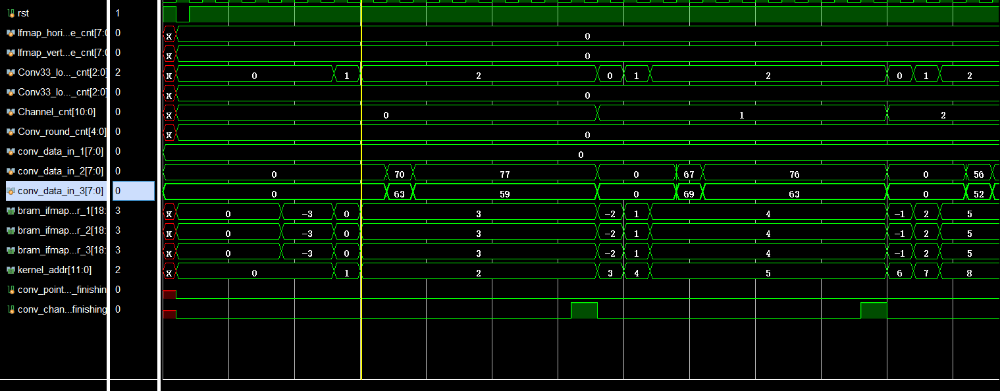 rst 1
lfmap_hori...e_cnt[7:0 0 X 0
lfmap_vert...e_cnt[7:0 0 X 0
Conv33_lo..._cnt[2:0] 2 X 0 1 2 0 1 2 0 1 2
Conv33_lo..._cnt[2:0] 0 X 0
Channel_cnt[10:0] 0 X 0 1 2
Conv_round_cnt[4:0] 0 X 0
conv_data_in_1[7:0] 0 0
conv_data_in_2[7:0] 0 0 70 77 0 67 76 0 56
conv_data_in_3[7:0] 0 0 63 59 0 69 63 0 52
bram_ifmap...r_1[18: 3 X 0 -3 0 3 -2 1 4 -1 2 5
bram_ifmap...r_2[18: 3 X 0 -3 0 3 -2 1 4 -1 2 5
bram_ifmap...r_3[18: 3 X 0 -3 0 3 -2 1 4 -1 2 5
kernel_addr[11:0] 2 X 0 1 2 3 4 5 6 7 8
conv_point..._finishin 0
conv_chan...finishing 0